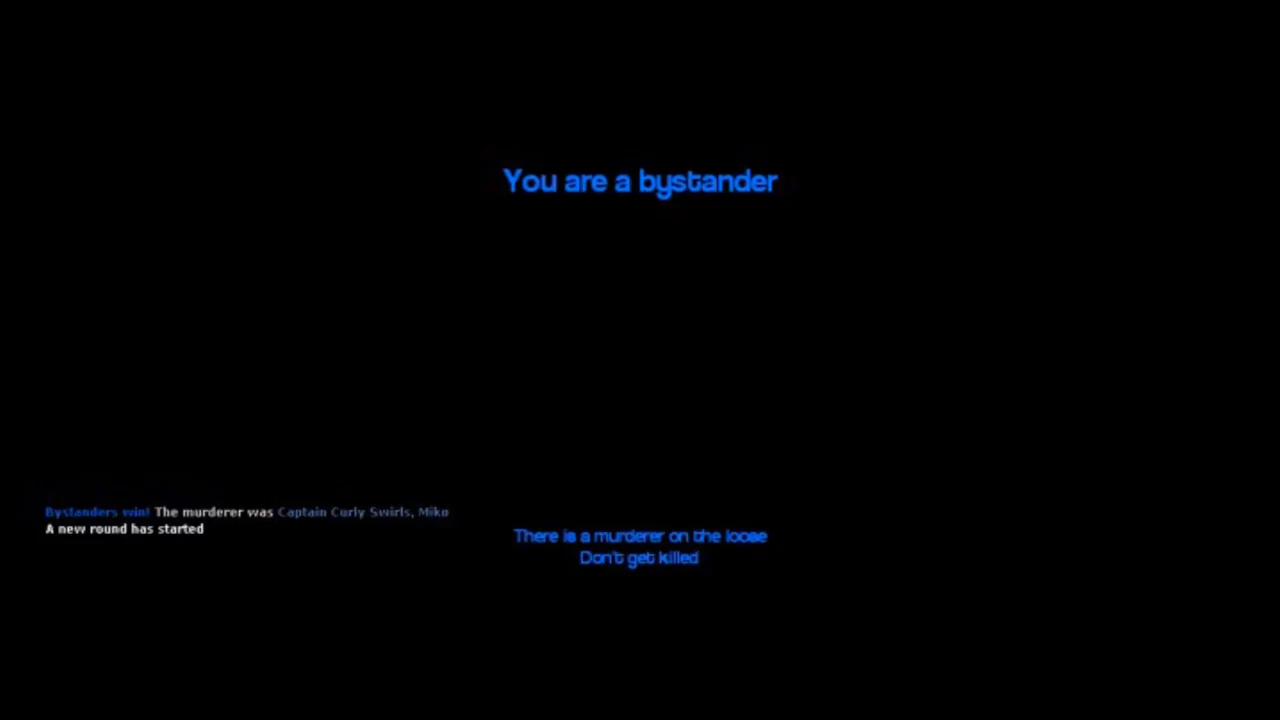 You are a bystander
Bystanders win! The murderer was Captain Curly Swirls, Miko
A new round has started
There is a murderer on the loose
Don't get killed